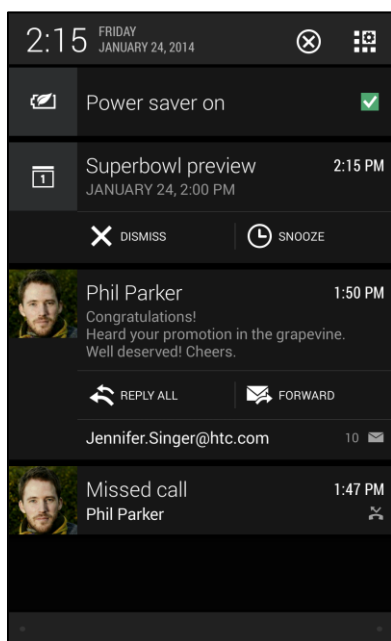 2:15 FRIDAY
JANUARY 24, 2014
Power saver on
1
Superbowl preview 2:15 PM
JANUARY 24, 2:00 PM
DISMISS SNOOZE
Phil Parker 1:50 PM
Congratulations!
Heard your promotion in the grapevine.
Well deserved! Cheers.
REPLY ALL FORWARD
Jennifer.Singer@htc.com 10
Missed call 1:47 PM
Phil Parker